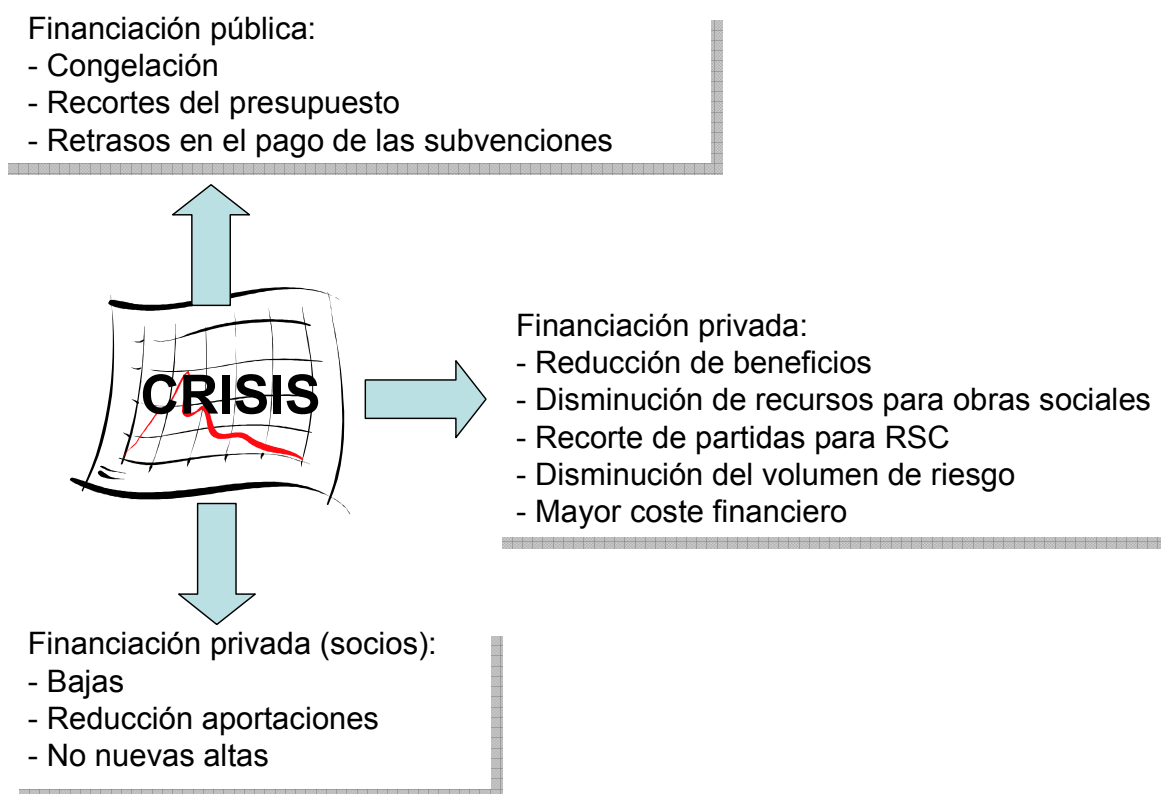 Financiación pública:
- Congelación
- Recortes del presupuesto
- Retrasos en el pago de las subvenciones
CRISIS
Financiación privada:
- Reducción de beneficios
- Disminución de recursos para obras sociales
- Recorte de partidas para RSC
- Disminución del volumen de riesgo
- Mayor coste financiero
Financiación privada (socios):
- Bajas
- Reducción aportaciones
- No nuevas altas